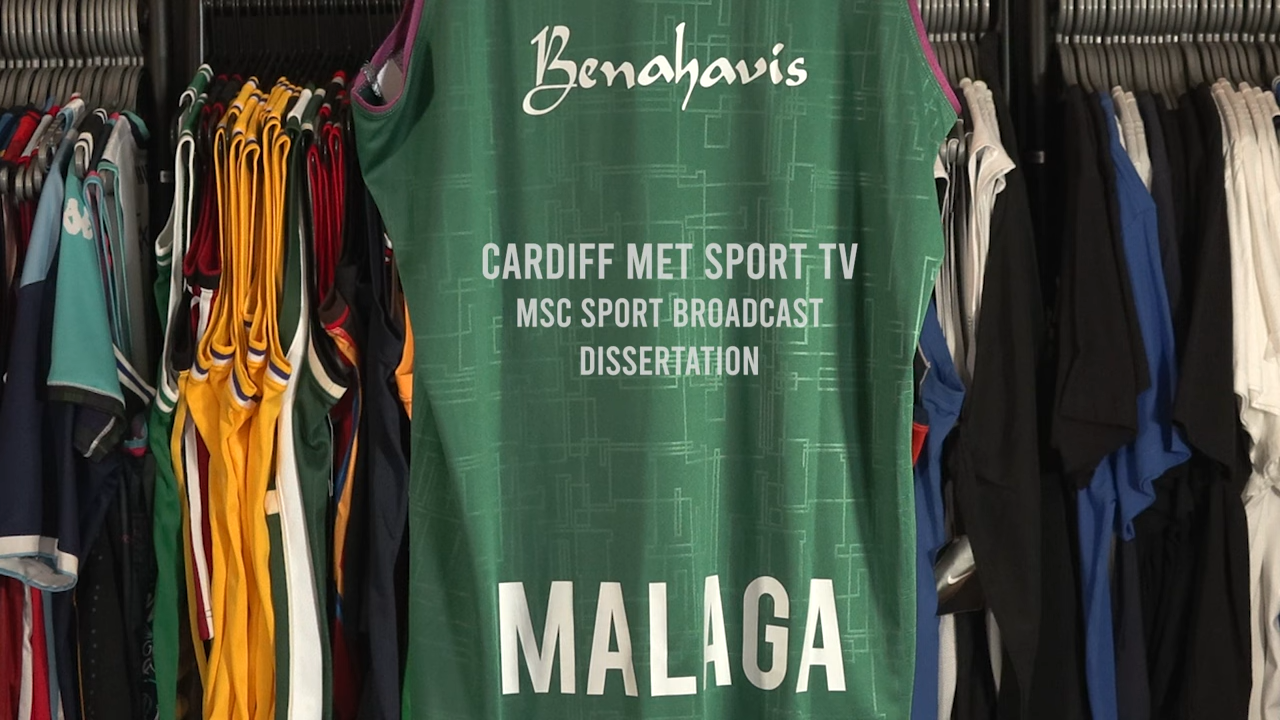 Benahavis
CARDIFF MET SPORT TV
MSC SPORT BROADCAST
DISSERTATION
MALAGA